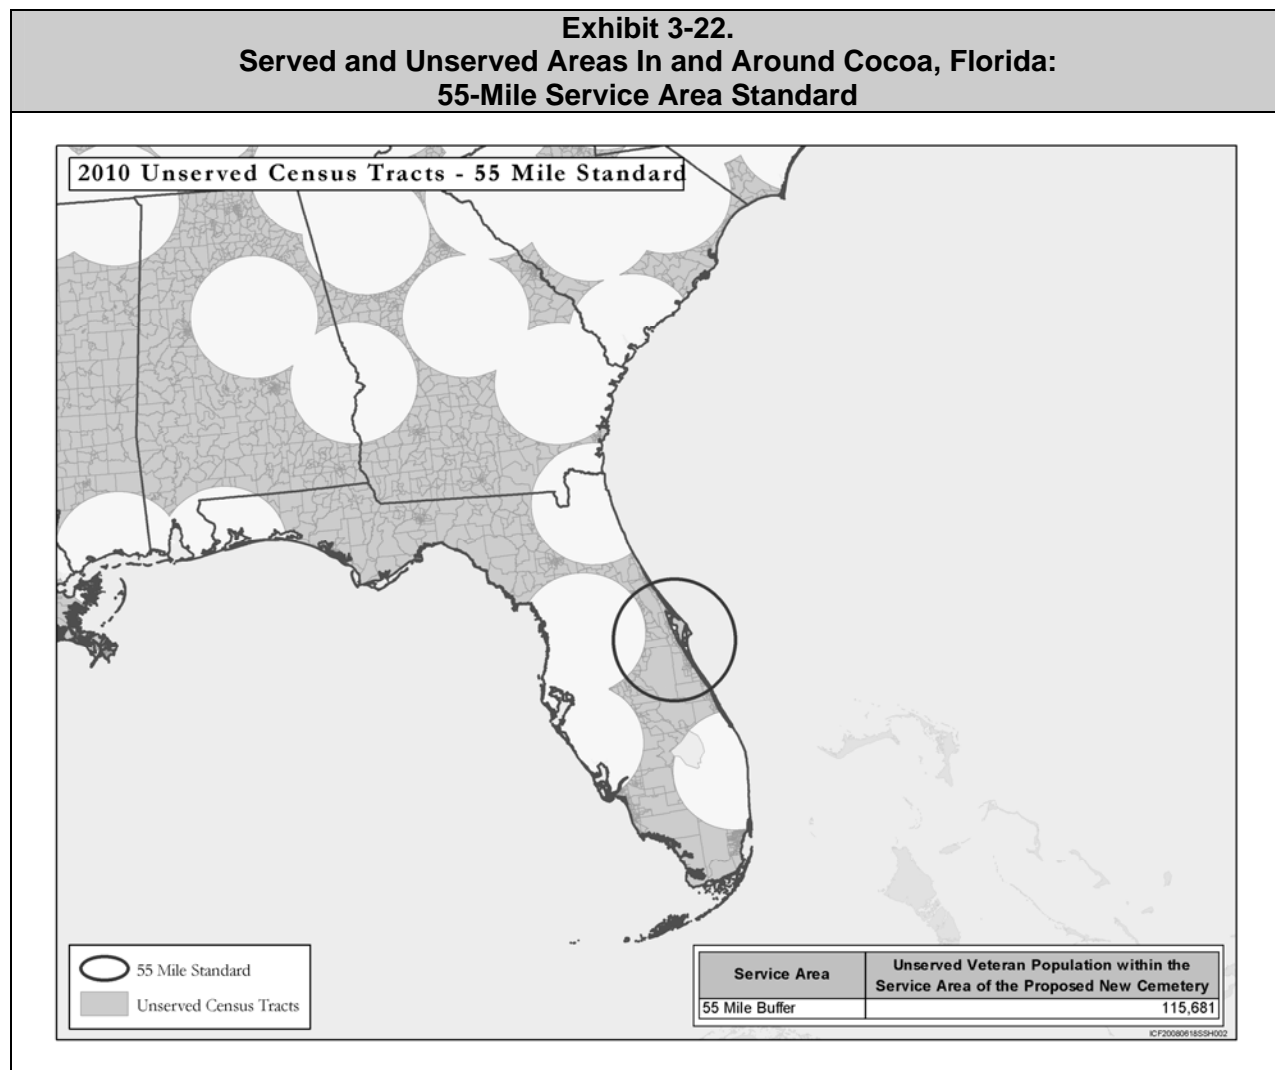 Exhibit 3-22.
Served and Unserved Areas In and Around Cocoa, Florida:
55-Mile Service Area Standard
2010 Unserved Census Tracts - 55 Mile Standard
55 Mile Standard
Unserved Census Tracts
Service Area
Unserved Veteran Population within the
Service Area of the Proposed New Cemetery
55 Mile Buffer
115,681
ICF20080618SSH002